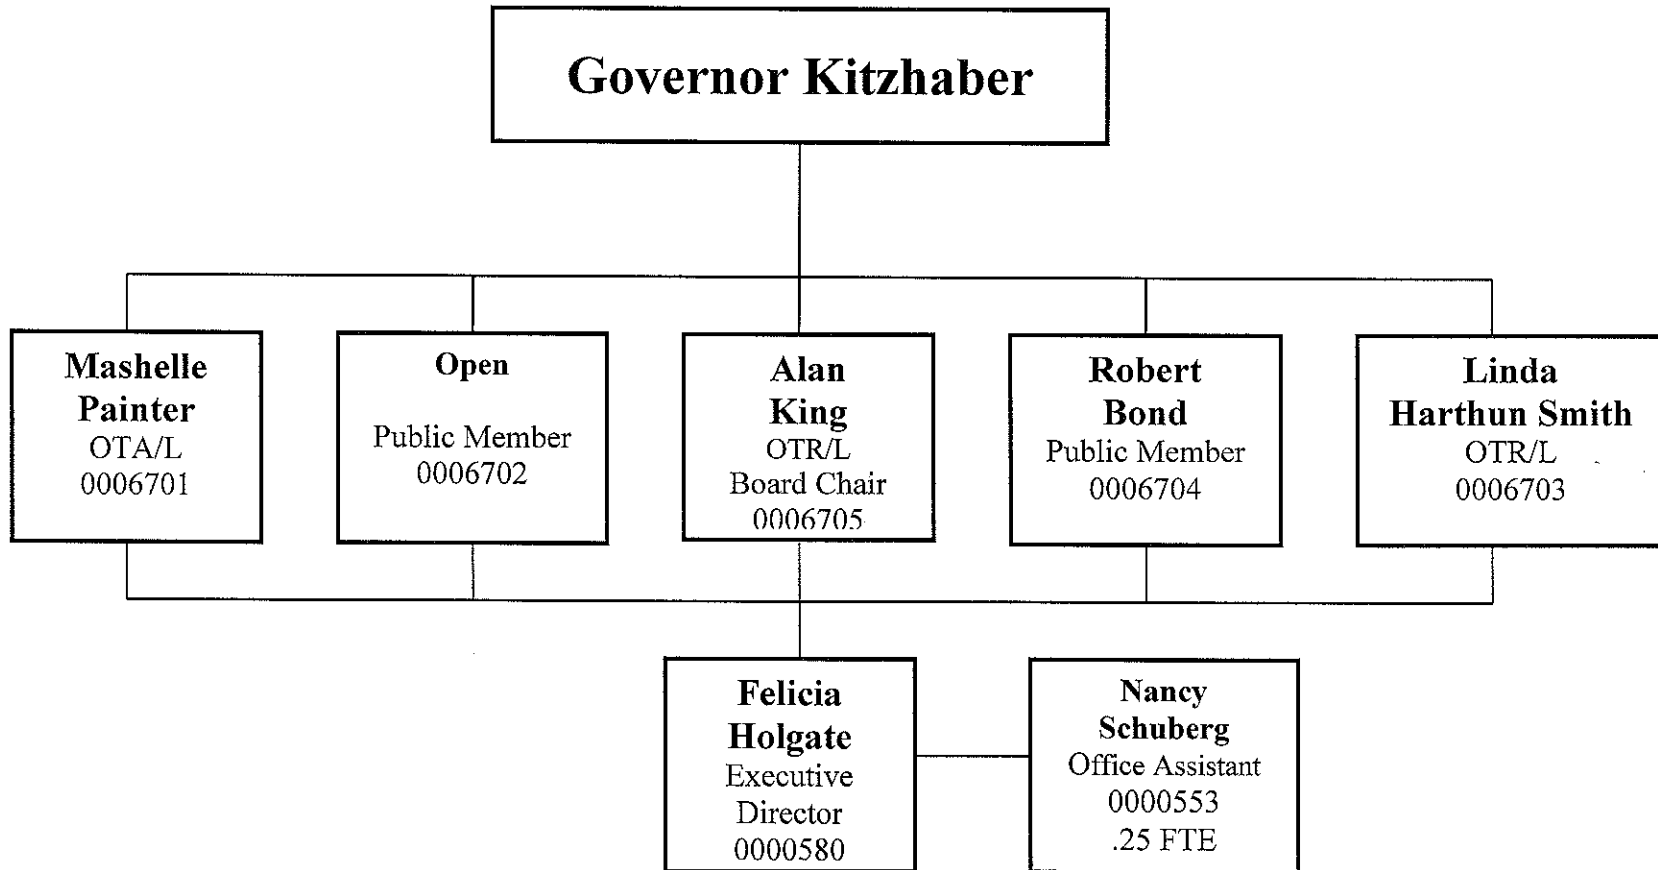 Governor Kitzhaber
Mashelle
Painter
OTA/L
0006701
Open
Public Member
0006702
Alan
King
OTR/L
Board Chair
0006705
Robert
Bond
Public Member
0006704
Linda
Harthun Smith
OTR/L
0006703
Felicia
Holgate
Executive
Director
0000580
Nancy
Schuberg
Office Assistant
0000553
.25 FTE